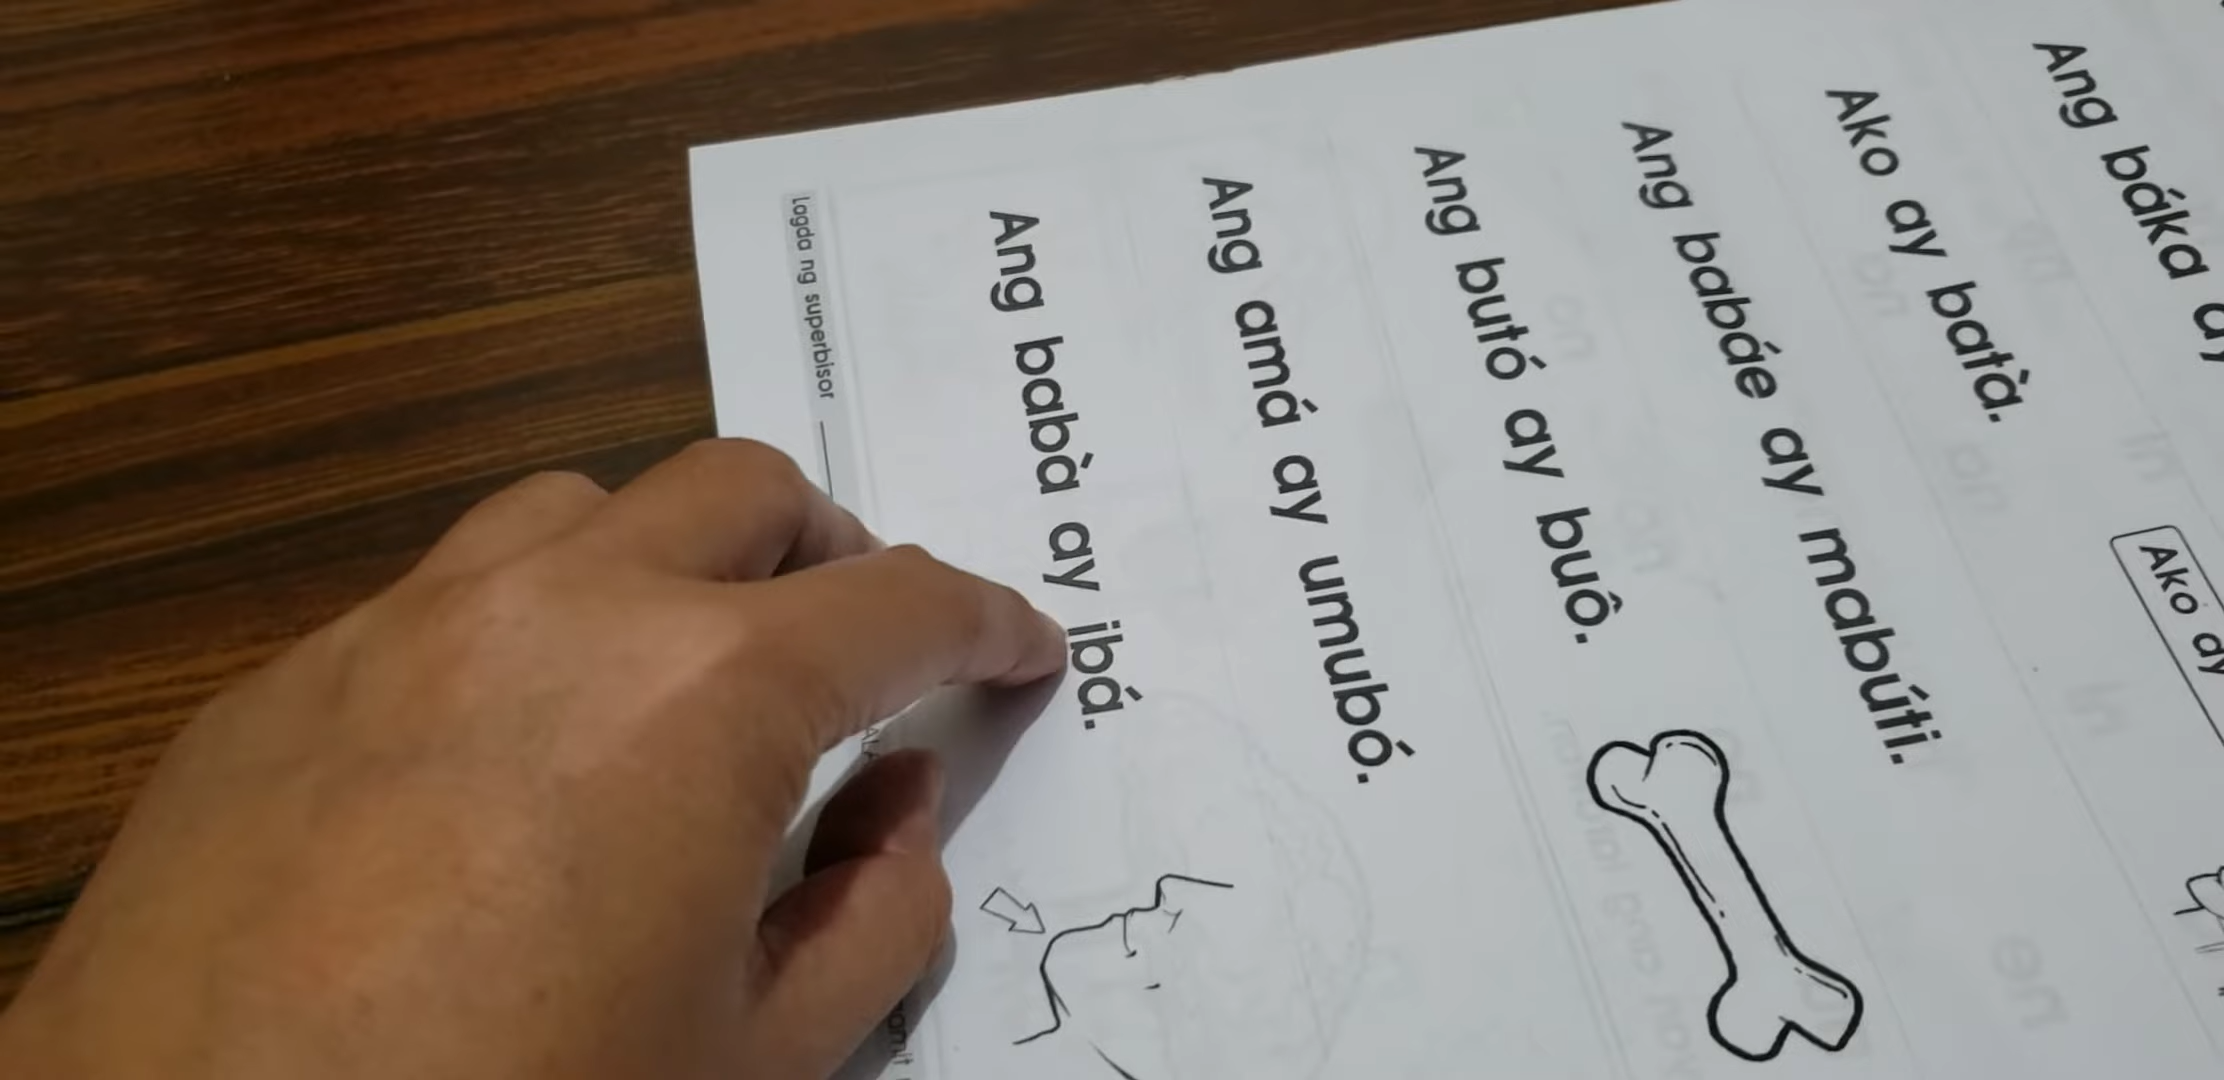 Ang báka ay
Ako ay batà.
Ako ay
Ang babáe ay mabúti.
Ang butó ay buô.
Ang amá ay umubó.
Ang babà ay ibá.
lagda ng superbisor